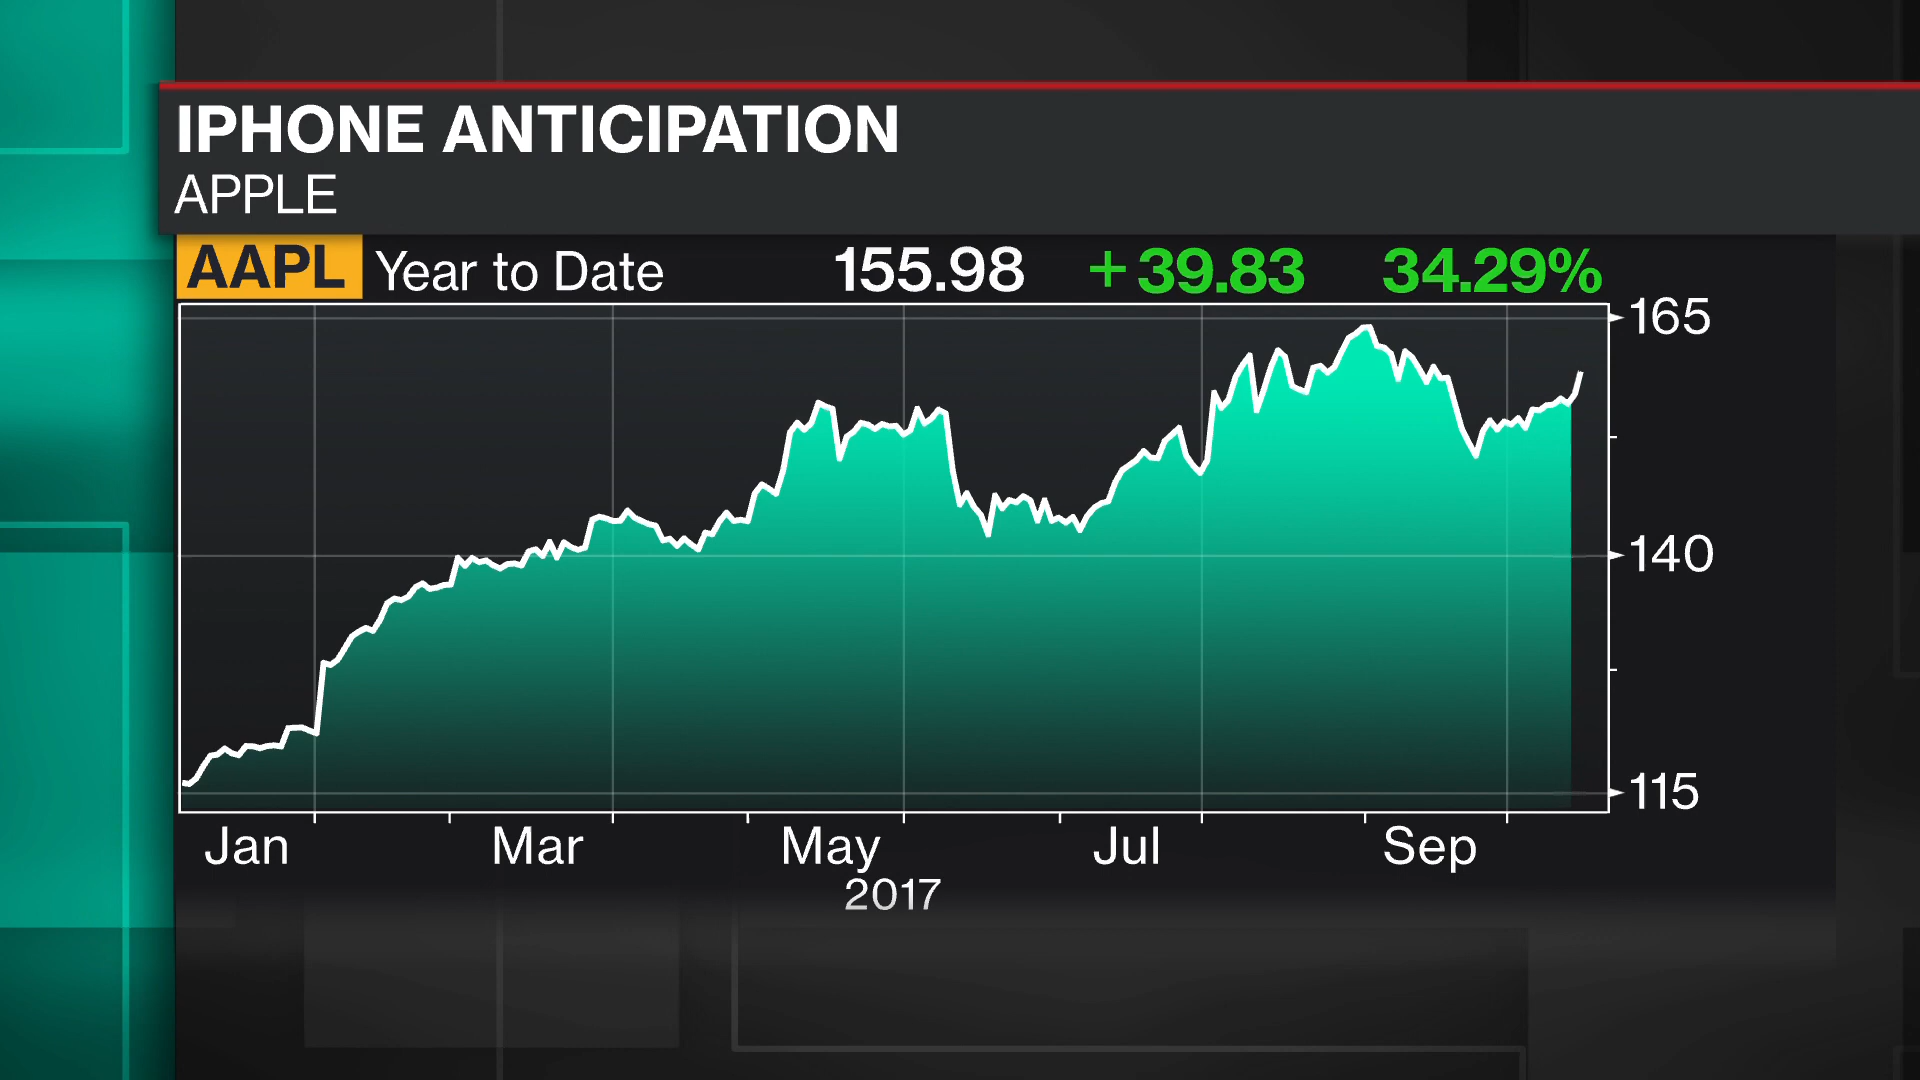 IPHONE ANTICIPATION
APPLE
AAPL Year to Date 155.98 +39.83 34.29%
165
140
115
Jan Mar May Jul Sep
2017